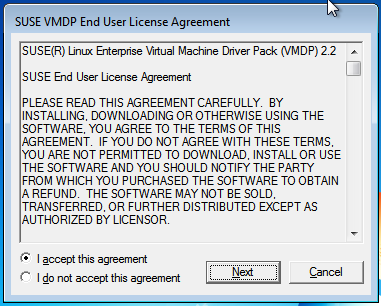 SUSE VMDP End User License Agreement
SUSE(R) Linux Enterprise Virtual Machine Driver Pack (VMDP) 2.2
SUSE End User License Agreement
PLEASE READ THIS AGREEMENT CAREFULLY.  BY
INSTALLING, DOWNLOADING OR OTHERWISE USING THE
SOFTWARE, YOU AGREE TO THE TERMS OF THIS
AGREEMENT.  IF YOU DO NOT AGREE WITH THESE TERMS,
YOU ARE NOT PERMITTED TO DOWNLOAD, INSTALL OR USE
THE SOFTWARE AND YOU SHOULD NOTIFY THE PARTY
FROM WHICH YOU PURCHASED THE SOFTWARE TO OBTAIN
A REFUND.  THE SOFTWARE MAY NOT BE SOLD,
TRANSFERRED, OR FURTHER DISTRIBUTED EXCEPT AS
AUTHORIZED BY LICENSOR.
I accept this agreement
I do not accept this agreement
Next
Cancel